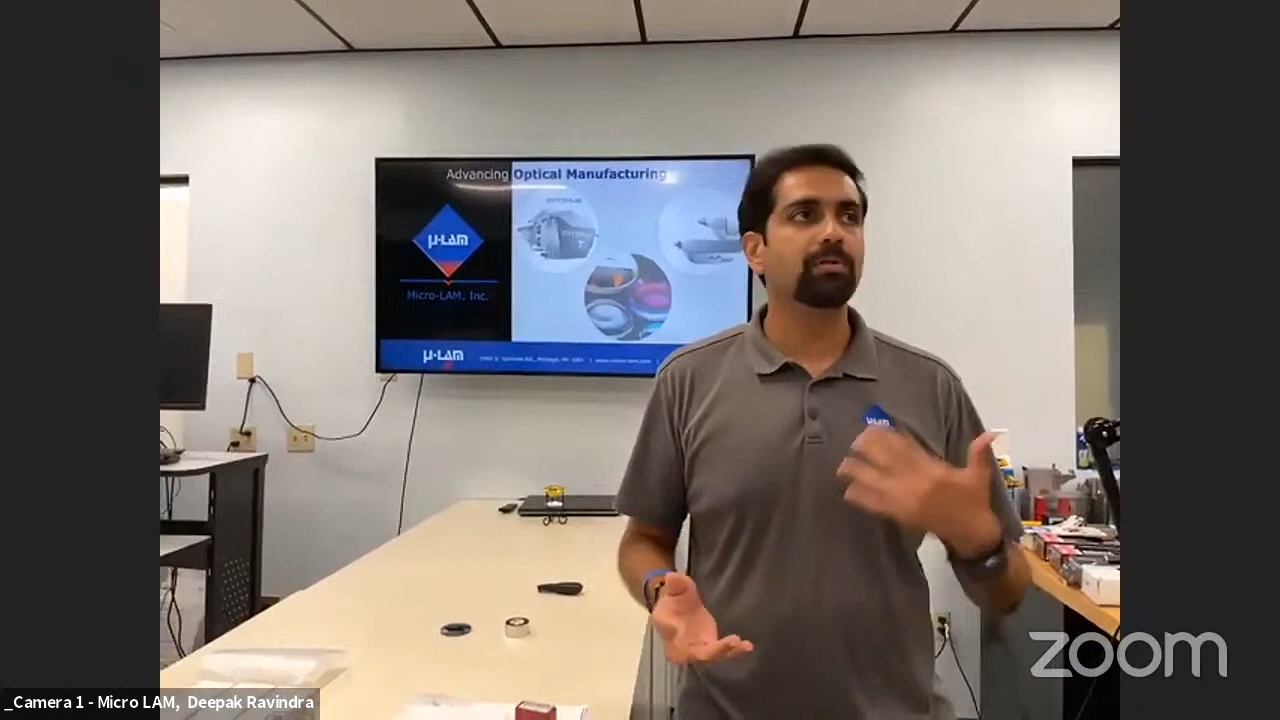 Advancing Optical Manufacturing
µ-LAM
Micro-LAM, Inc.
µ-LAM
µ-LAM
zoom
_Camera 1 - Micro LAM, Deepak Ravindra